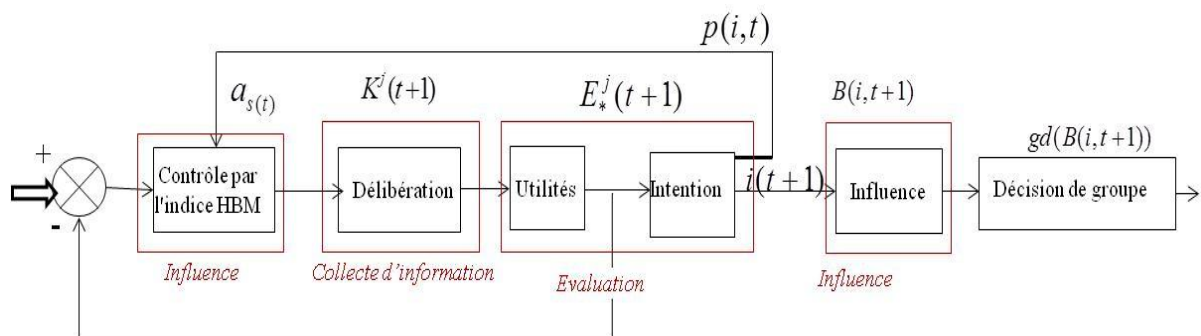 p(i,t)
a_{s(t)}
K^j(t+1)
E_*^j(t+1)
B(i,t+1)
gd(B(i,t+1))
+
-
Contrôle par
l'indice HBM
Délibération
Utilités
Intention
i(t+1)
Influence
Décision de groupe
Influence
Collecte d'information
Evaluation
Influence